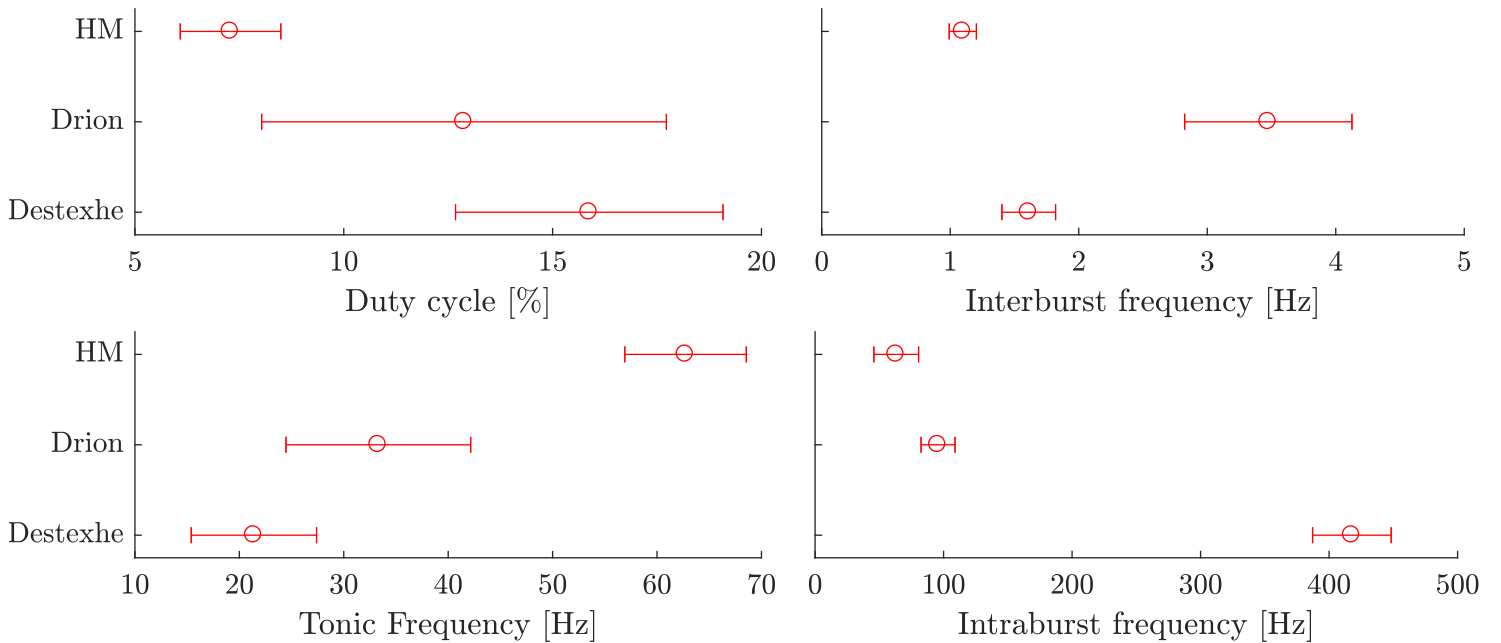 HM
Drion
Destexhe
5 10 15 20
Duty cycle [%]
0 1 2 3 4 5
Interburst frequency [Hz]
HM
Drion
Destexhe
10 20 30 40 50 60 70
Tonic Frequency [Hz]
0 100 200 300 400 500
Intraburst frequency [Hz]